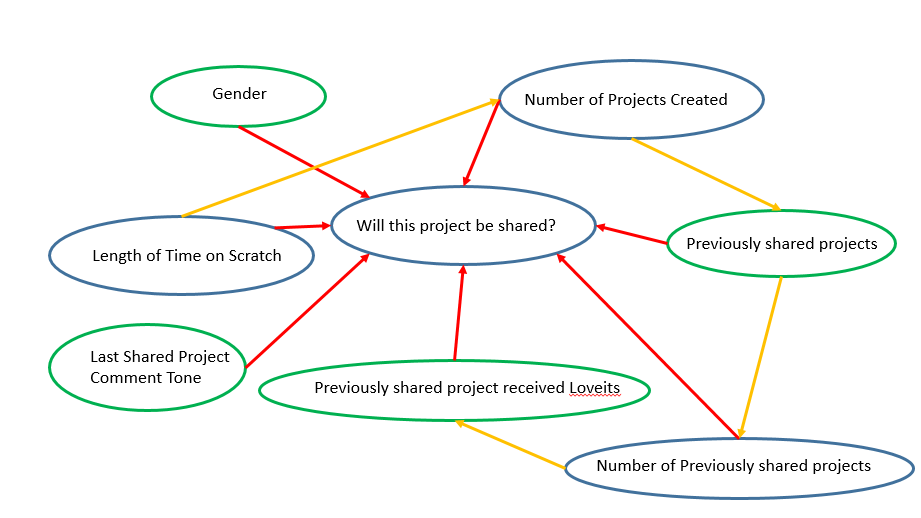 Gender
Number of Projects Created
Will this project be shared?
Previously shared projects
Length of Time on Scratch
Last Shared Project
Comment Tone
Previously shared project received Loveits
Number of Previously shared projects